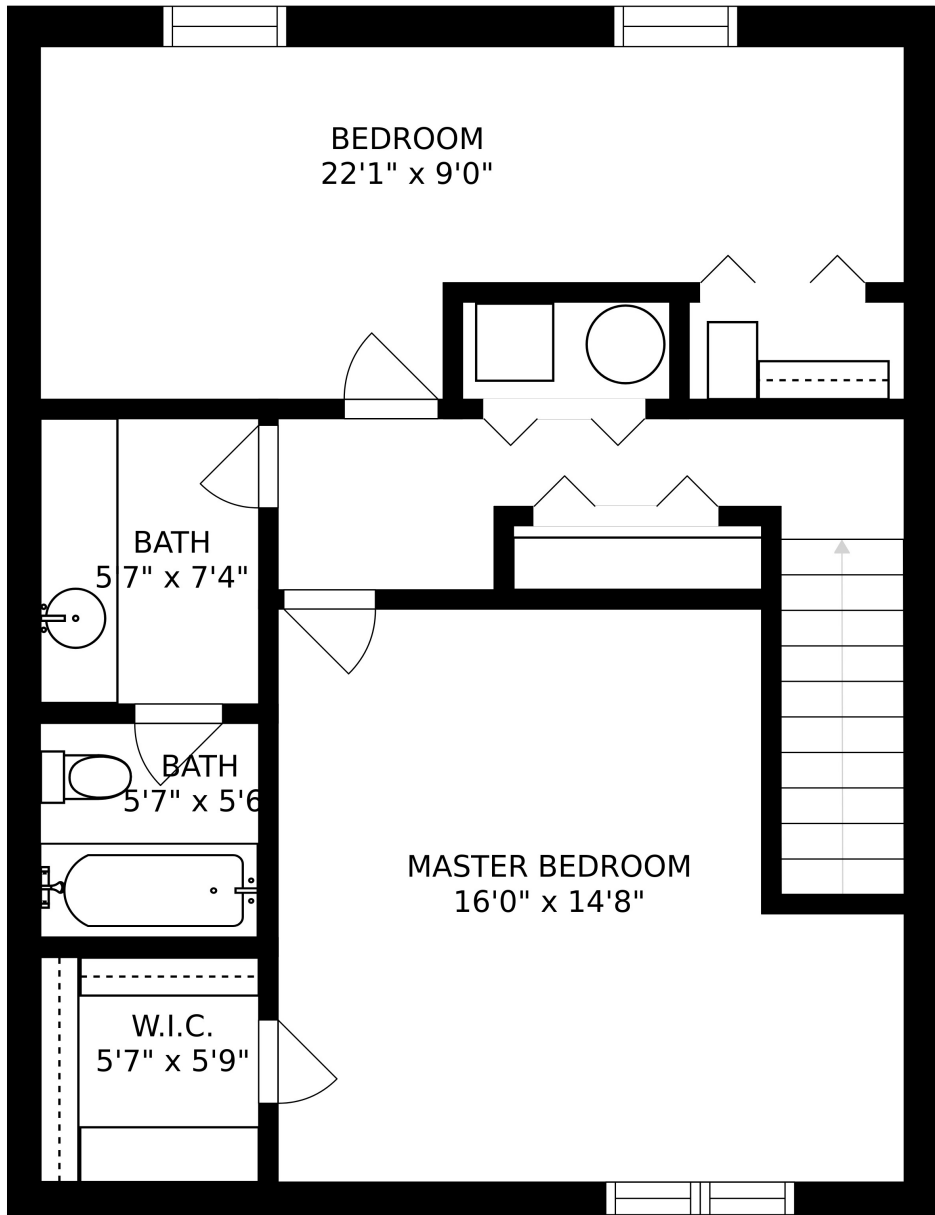 BEDROOM
22'1" x 9'0"
BATH
5'7" x 7'4"
BATH
5'7" x 5'6
MASTER BEDROOM
16'0" x 14'8"
W.I.C.
5'7" x 5'9"